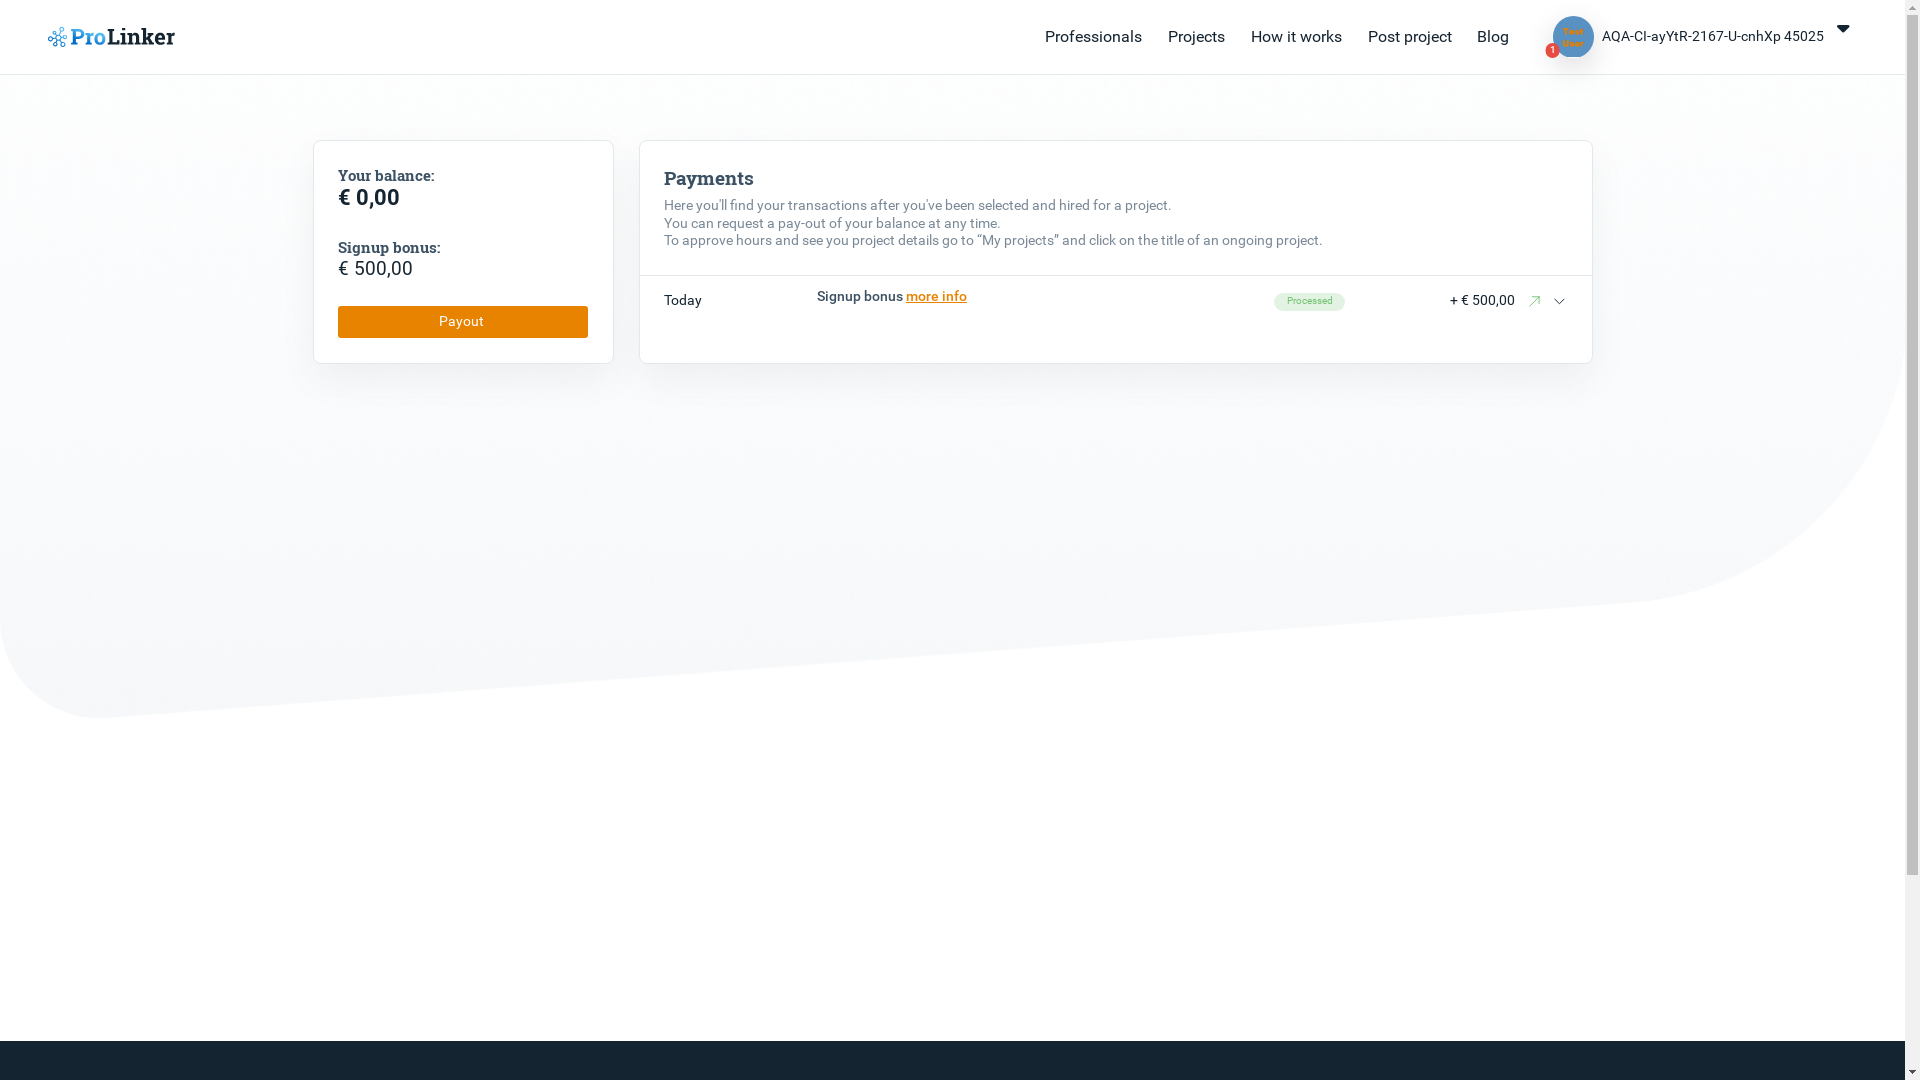 ProLinker
Professionals
Projects
How it works
Post project
Blog
Test
User
1
AQA-CI-ayYtR-2167-U-cnhXp 45025
Your balance:
€ 0,00
Signup bonus:
€ 500,00
Payout
Payments
Here you'll find your transactions after you've been selected and hired for a project.
You can request a pay-out of your balance at any time.
To approve hours and see you project details go to “My projects” and click on the title of an ongoing project.
Today
Signup bonus more info
Processed
+ € 500,00